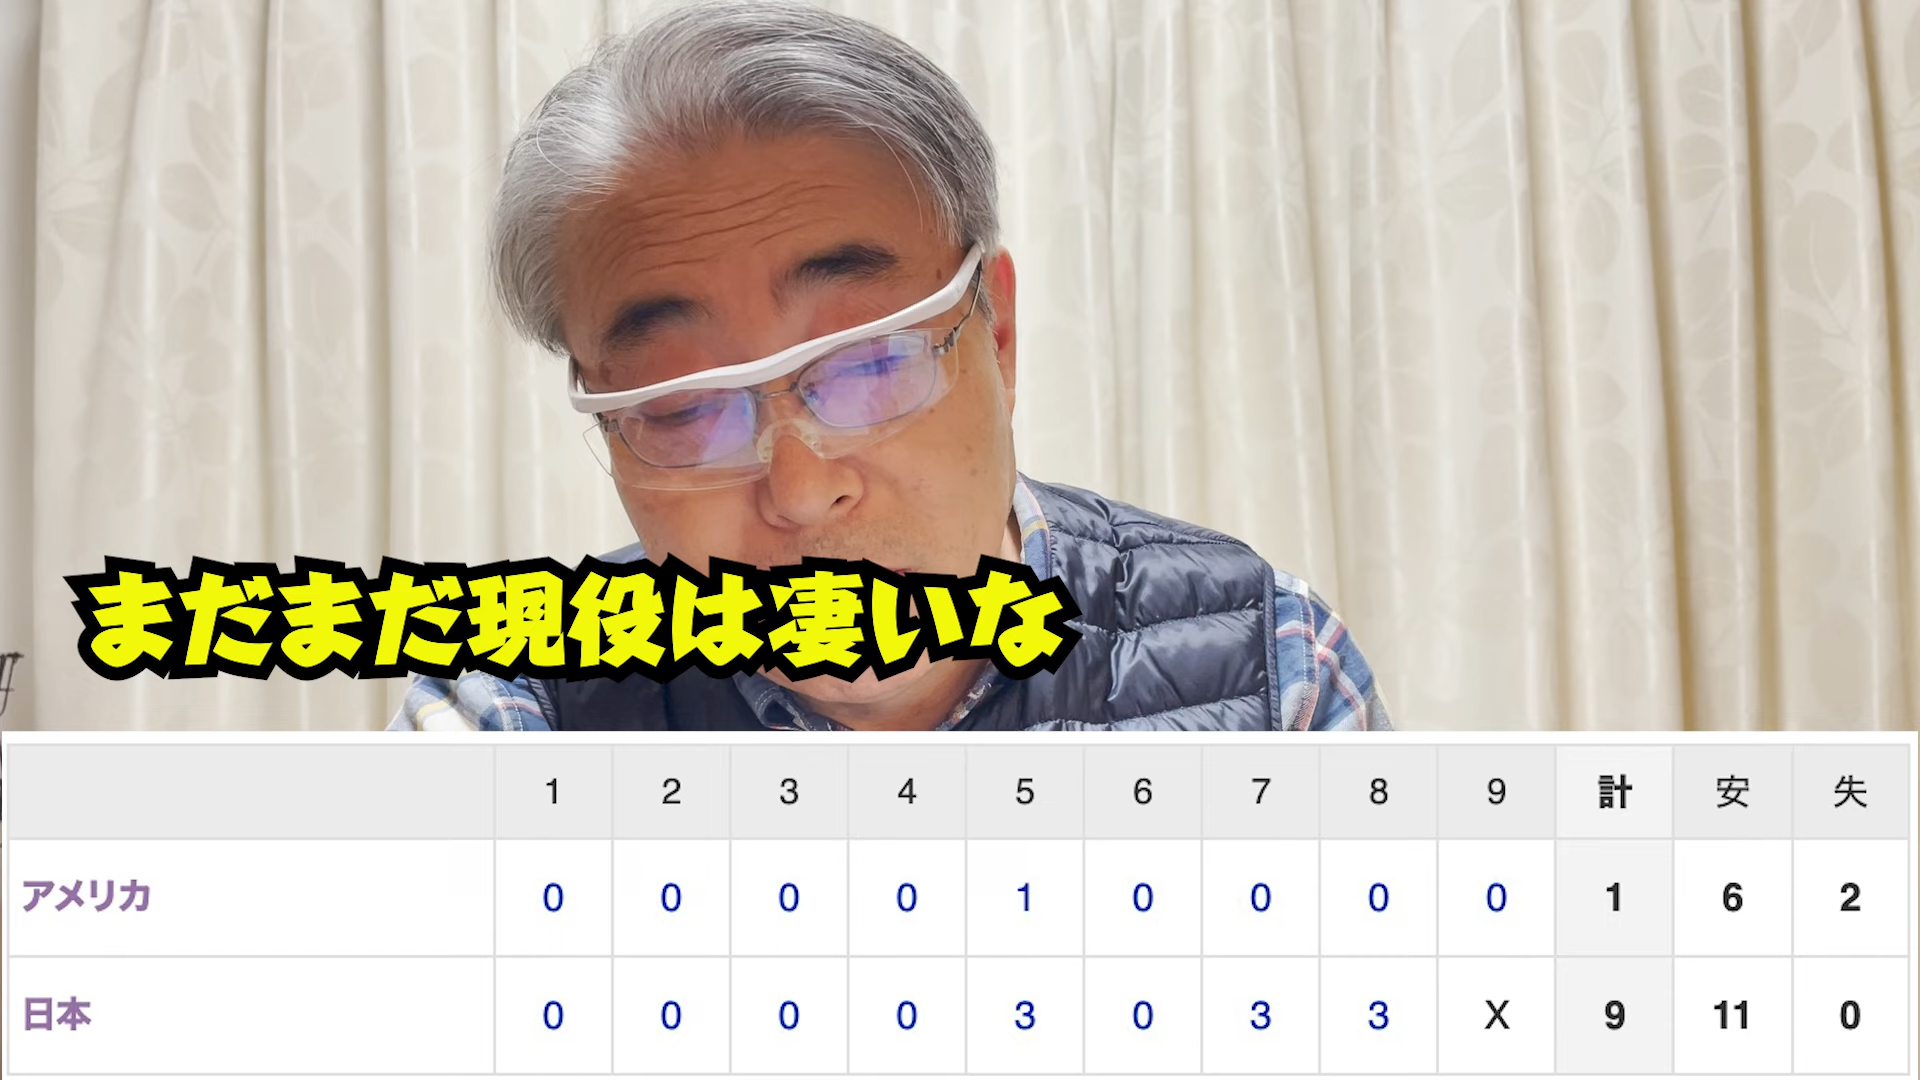 まだまだ現役は凄いな
1 2 3 4 5 6 7 8 9 計 安 失
アメリカ 0 0 0 0 1 0 0 0 0 1 6 2
日本 0 0 0 0 3 0 3 3 X 9 11 0